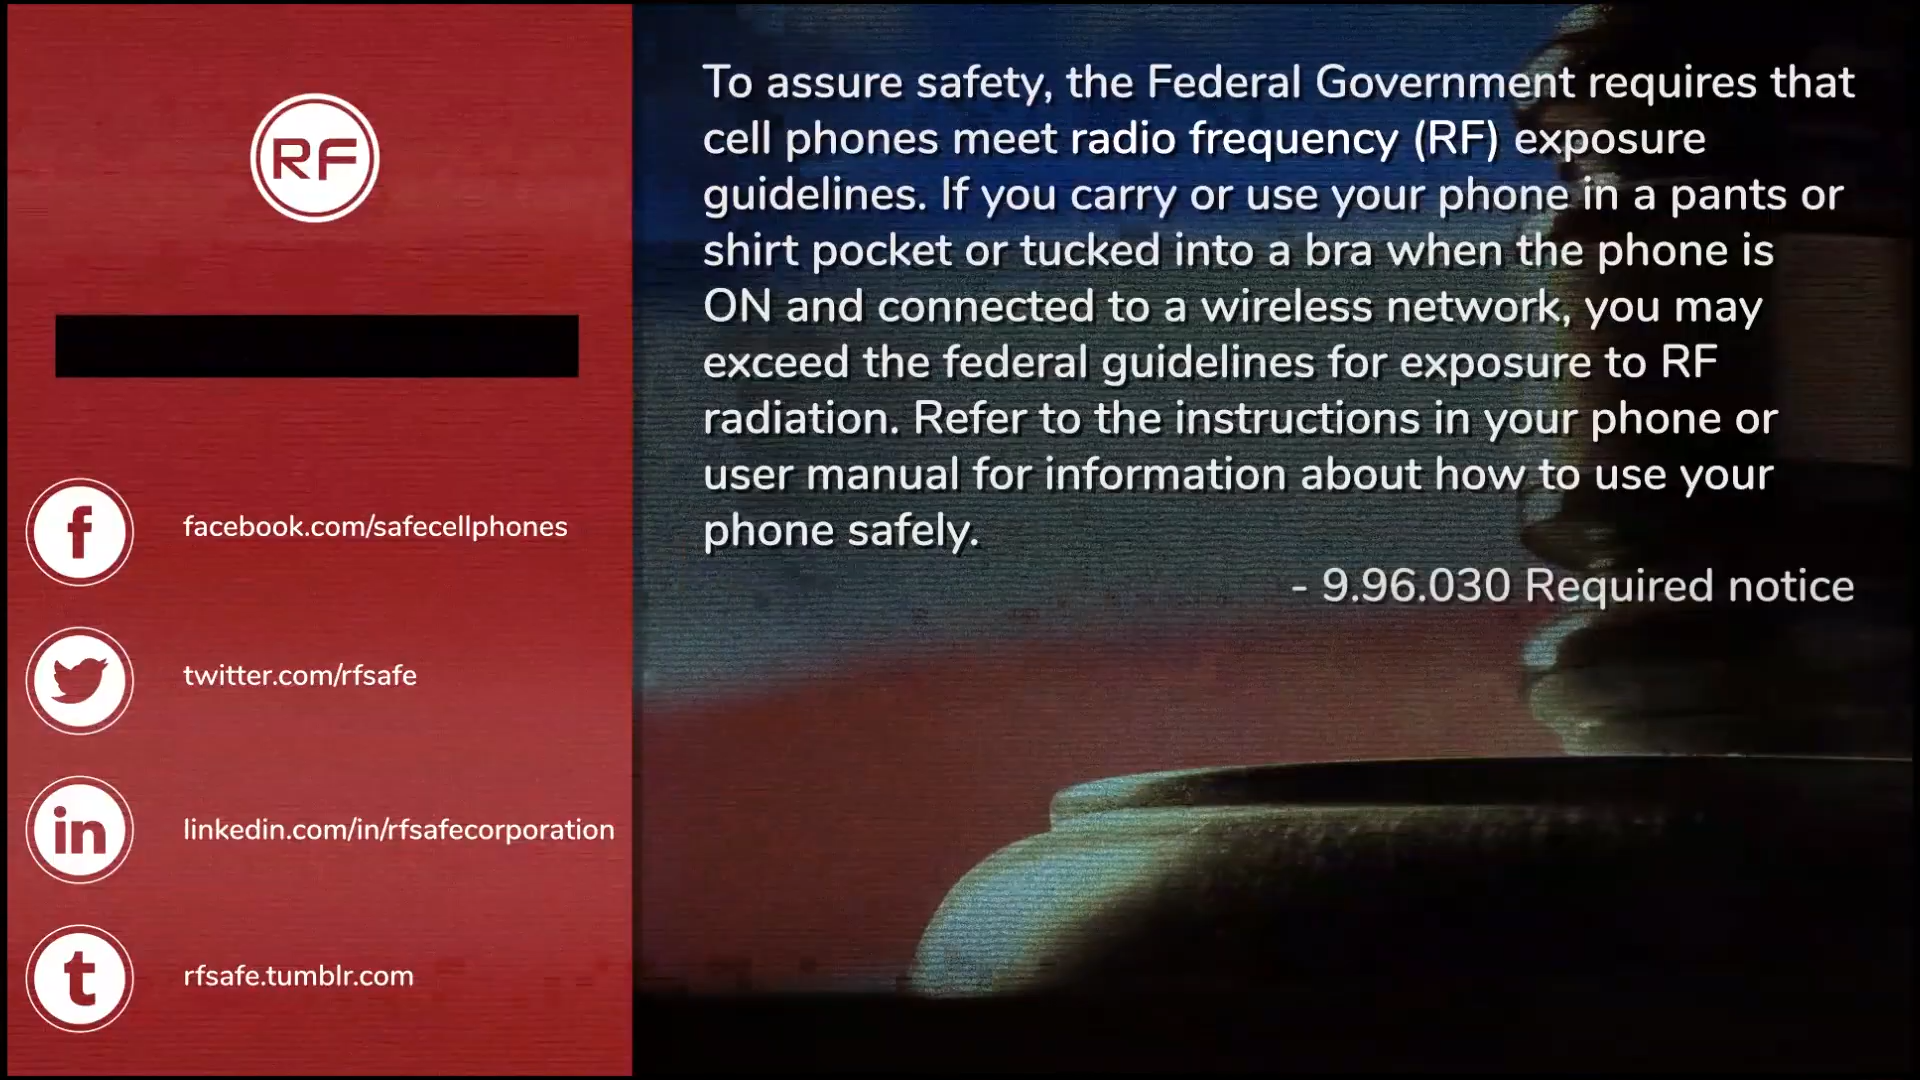 RF
facebook.com/safecellphones
twitter.com/rfsafe
linkedin.com/in/rfsafecorporation
rfsafe.tumblr.com
To assure safety, the Federal Government requires that
cell phones meet radio frequency (RF) exposure
guidelines. If you carry or use your phone in a pants or
shirt pocket or tucked into a bra when the phone is
ON and connected to a wireless network, you may
exceed the federal guidelines for exposure to RF
radiation. Refer to the instructions in your phone or
user manual for information about how to use your
phone safely.
- 9.96.030 Required notice